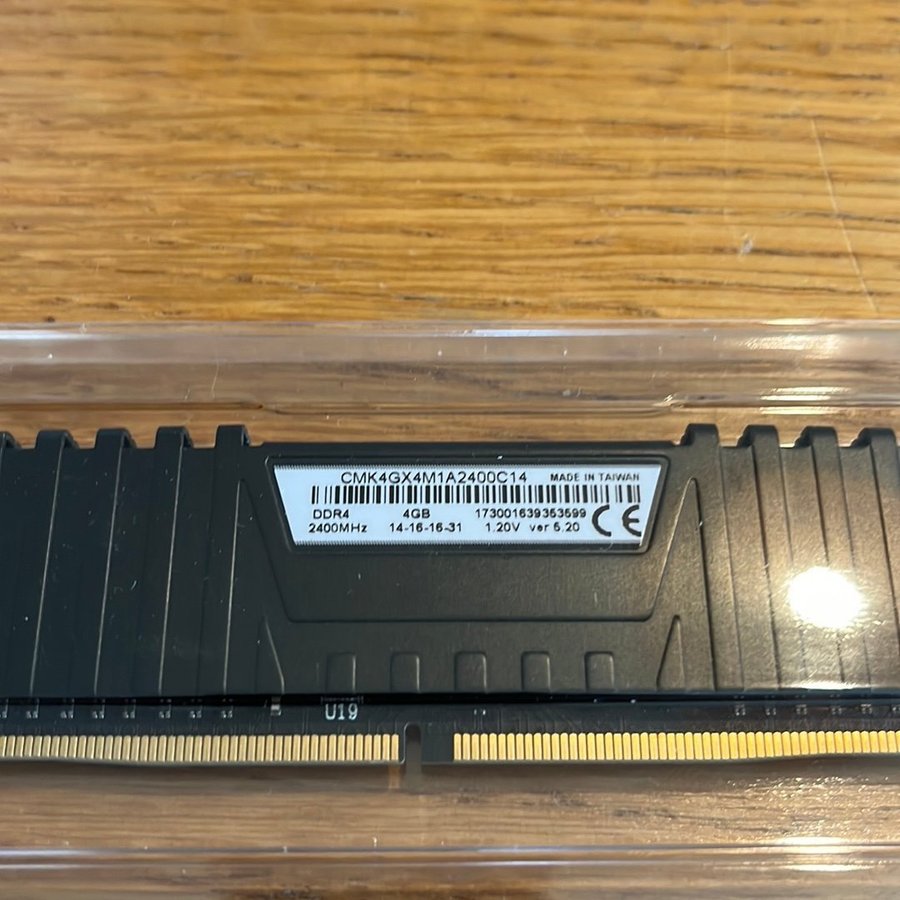 CMK4GX4M1A2400C14 MADE IN TAIWAN
DDR4 4GB 173001639353599
2400MHz 14-16-16-31 1.20V ver 5.20 CE
U19